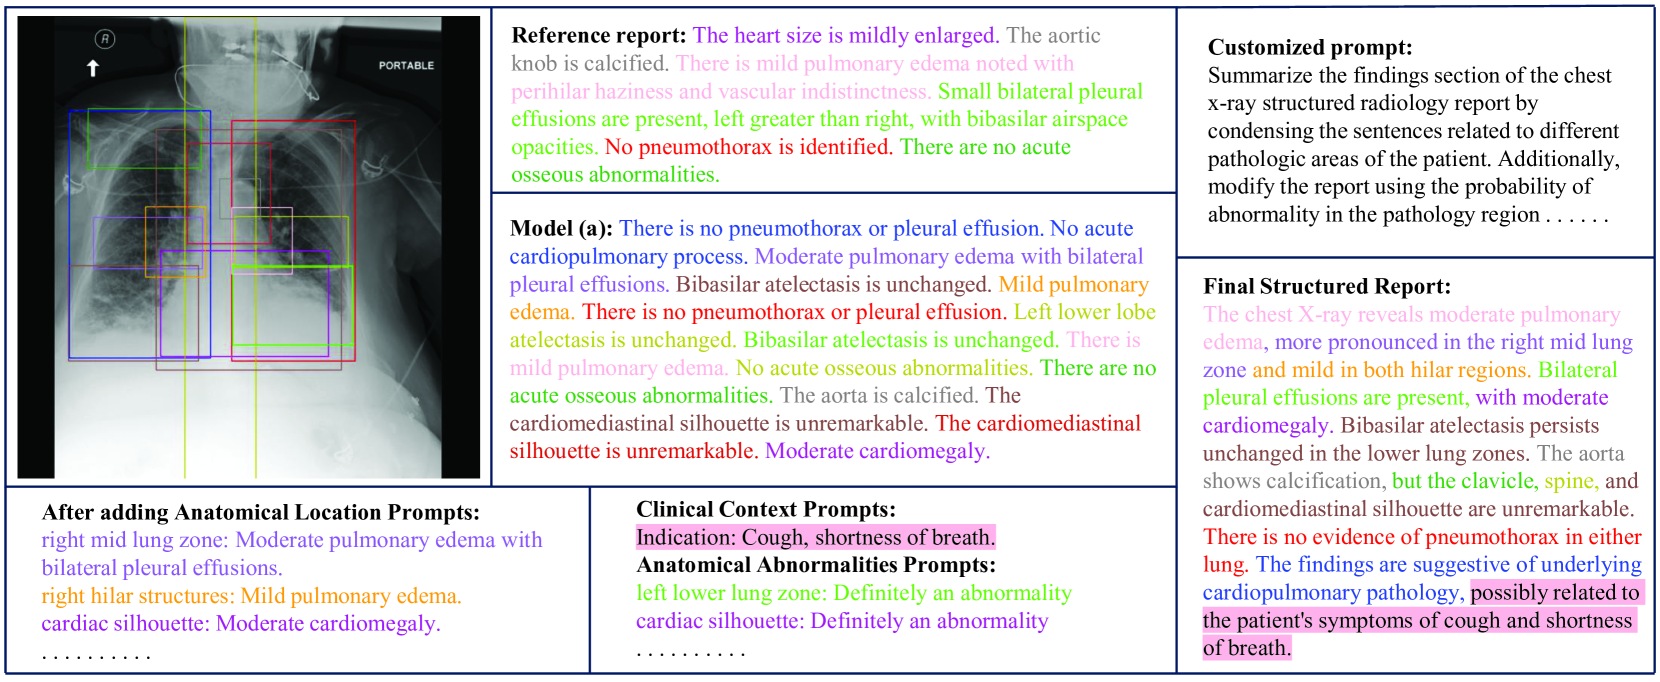 R
PORTABLE
Reference report: The heart size is mildly enlarged. The aortic
knob is calcified. There is mild pulmonary edema noted with
perihilar haziness and vascular indistinctness. Small bilateral pleural
effusions are present, left greater than right, with bibasilar airspace
opacities. No pneumothorax is identified. There are no acute
osseous abnormalities.
Model (a): There is no pneumothorax or pleural effusion. No acute
cardiopulmonary process. Moderate pulmonary edema with bilateral
pleural effusions. Bibasilar atelectasis is unchanged. Mild pulmonary
edema. There is no pneumothorax or pleural effusion. Left lower lobe
atelectasis is unchanged. Bibasilar atelectasis is unchanged. There is
mild pulmonary edema. No acute osseous abnormalities. There are no
acute osseous abnormalities. The aorta is calcified. The
cardiomediastinal silhouette is unremarkable. The cardiomediastinal
silhouette is unremarkable. Moderate cardiomegaly.
After adding Anatomical Location Prompts:
right mid lung zone: Moderate pulmonary edema with
bilateral pleural effusions.
right hilar structures: Mild pulmonary edema.
cardiac silhouette: Moderate cardiomegaly.
. . . . . . . . . .
Clinical Context Prompts:
Indication: Cough, shortness of breath.
Anatomical Abnormalities Prompts:
left lower lung zone: Definitely an abnormality
cardiac silhouette: Definitely an abnormality
. . . . . . . . . .
Customized prompt:
Summarize the findings section of the chest
x-ray structured radiology report by
condensing the sentences related to different
pathologic areas of the patient. Additionally,
modify the report using the probability of
abnormality in the pathology region . . . . . .
Final Structured Report:
The chest X-ray reveals moderate pulmonary
edema, more pronounced in the right mid lung
zone and mild in both hilar regions. Bilateral
pleural effusions are present, with moderate
cardiomegaly. Bibasilar atelectasis persists
unchanged in the lower lung zones. The aorta
shows calcification, but the clavicle, spine, and
cardiomediastinal silhouette are unremarkable.
There is no evidence of pneumothorax in either
lung. The findings are suggestive of underlying
cardiopulmonary pathology, possibly related to
the patient's symptoms of cough and shortness
of breath.